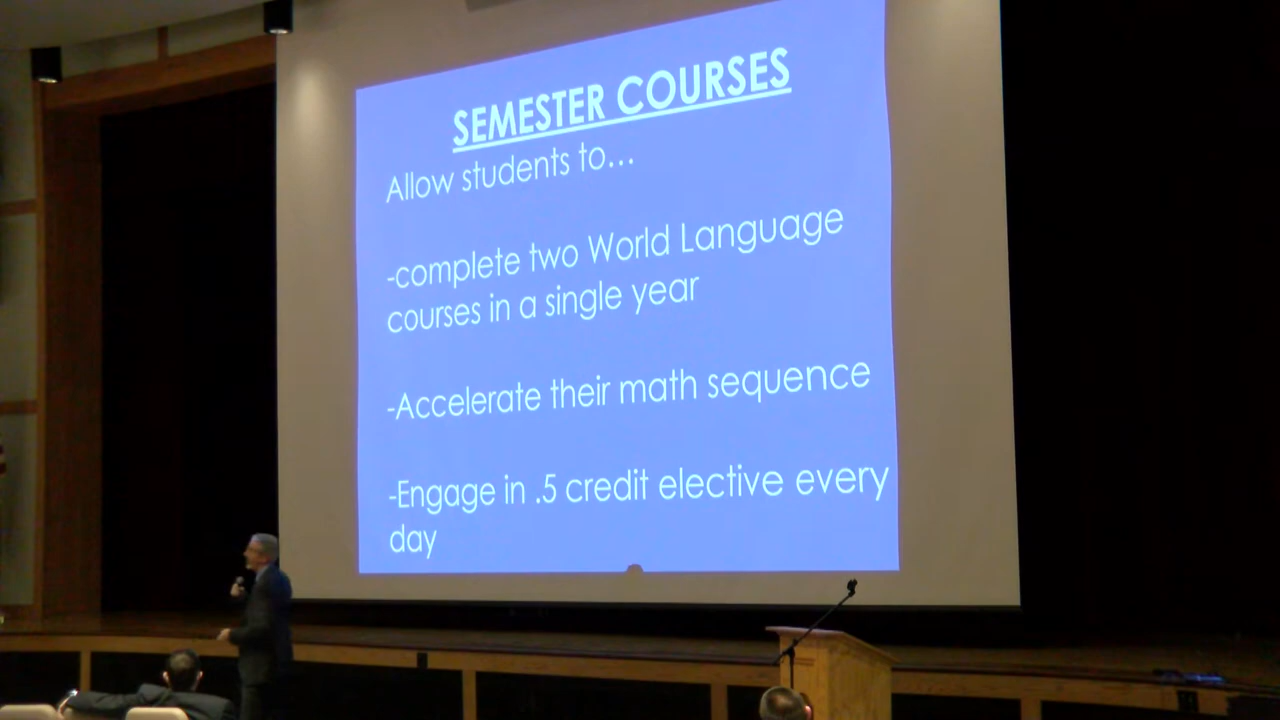 SEMESTER COURSES
Allow students to...
-complete two World Language
courses in a single year
-Accelerate their math sequence
-Engage in .5 credit elective every
day